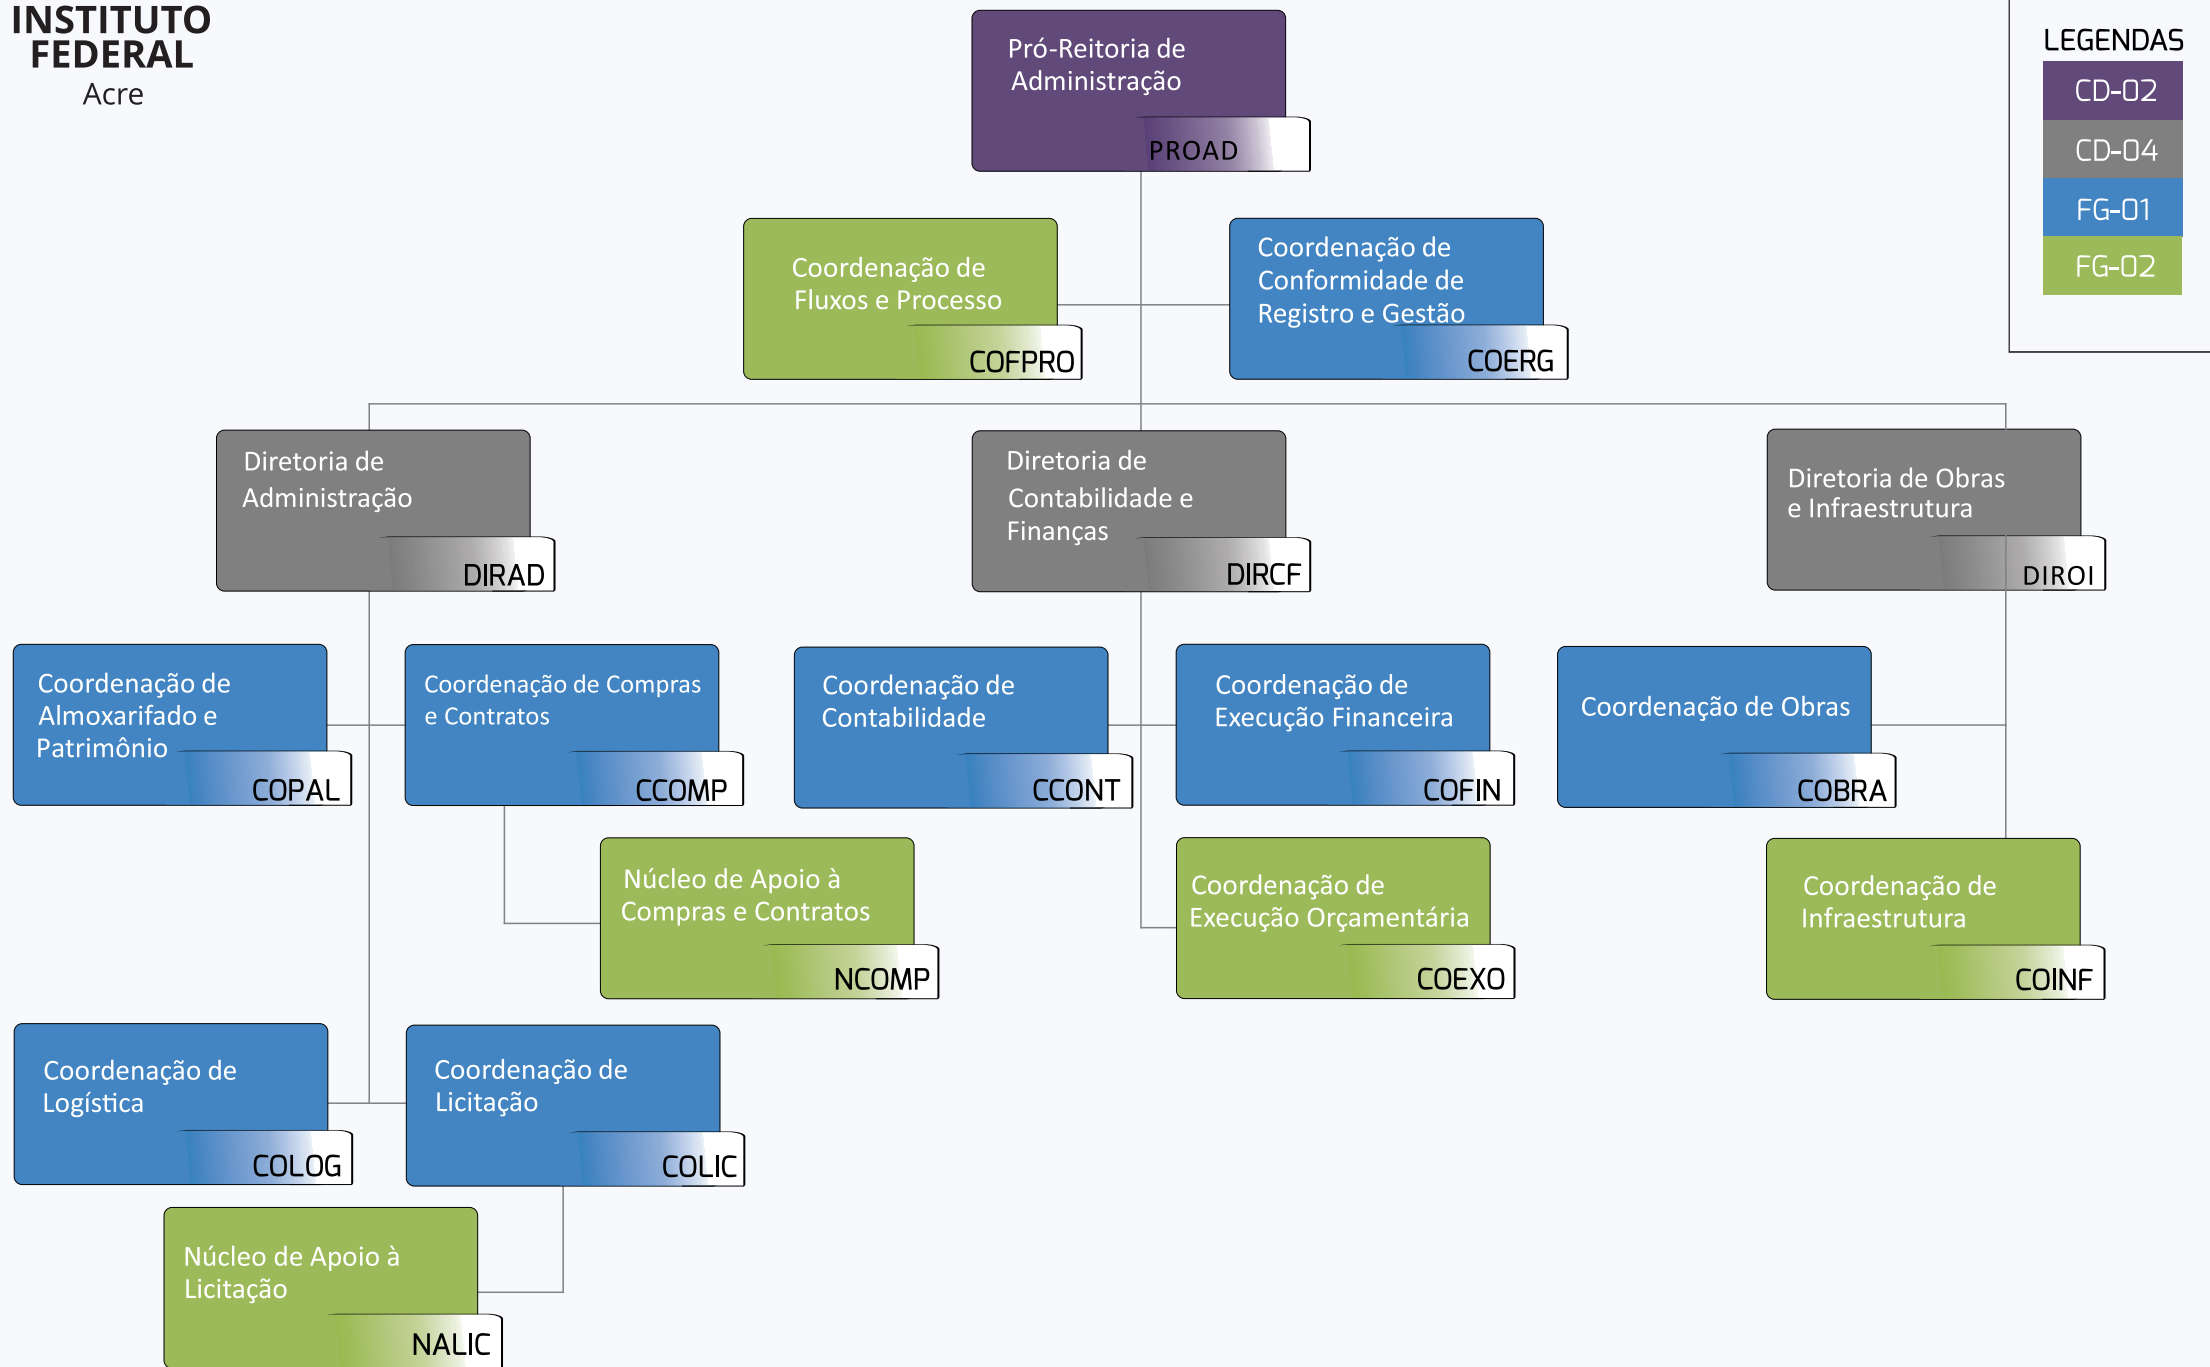 INSTITUTO
FEDERAL
Acre
Pró-Reitoria de
Administração
PROAD
LEGENDAS
CD-02
CD-04
FG-01
FG-02
Coordenação de
Fluxos e Processo
COFPRO
Coordenação de
Conformidade de
Registro e Gestão
COERG
Diretoria de
Administração
DIRAD
Diretoria de
Contabilidade e
Finanças
DIRCF
Diretoria de Obras
e Infraestrutura
DIROI
Coordenação de
Almoxarifado e
Patrimônio
COPAL
Coordenação de Compras
e Contratos
CCOMP
Coordenação de
Contabilidade
CCONT
Coordenação de
Execução Financeira
COFIN
Coordenação de Obras
COBRA
Núcleo de Apoio à
Compras e Contratos
NCOMP
Coordenação de
Execução Orçamentária
COEXO
Coordenação de
Infraestrutura
COINF
Coordenação de
Logística
COLOG
Coordenação de
Licitação
COLIC
Núcleo de Apoio à
Licitação
NALIC